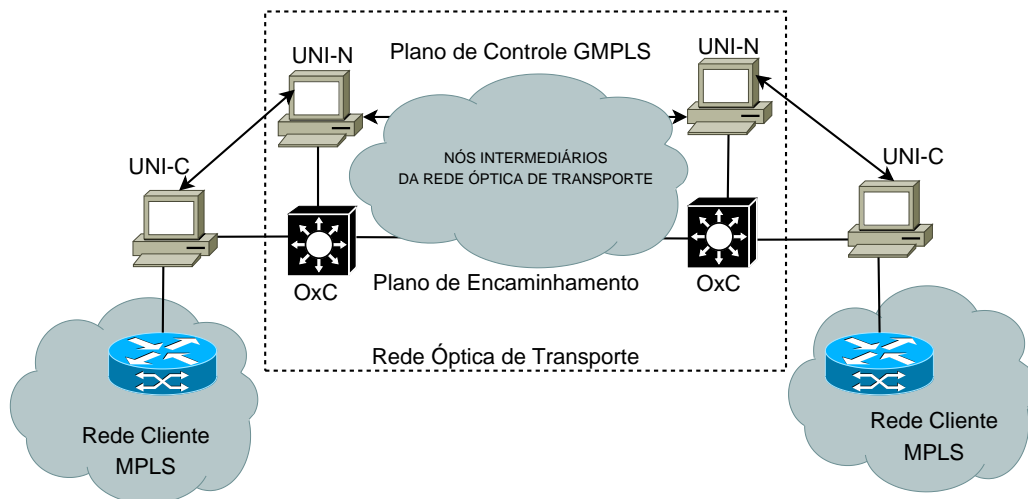 UNI-N
Plano de Controle GMPLS
UNI-N
UNI-C
NÓS INTERMEDIÁRIOS
DA REDE ÓPTICA DE TRANSPORTE
UNI-C
OxC
Plano de Encaminhamento
OxC
Rede Óptica de Transporte
Rede Cliente
MPLS
Rede Cliente
MPLS